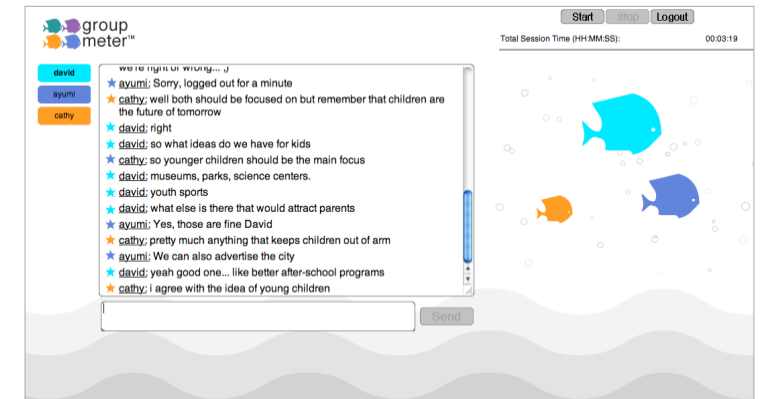 group
meter™
Start Stop Logout
Total Session Time (HH:MM:SS): 00:03:19
david
ayumi
cathy
we're right or wrong... ;)
ayumi: Sorry, logged out for a minute
cathy: well both should be focused on but remember that children are
the future of tomorrow
david: right
david: so what ideas do we have for kids
cathy: so younger children should be the main focus
david: museums, parks, science centers.
david: youth sports
david: what else is there that would attract parents
ayumi: Yes, those are fine David
cathy: pretty much anything that keeps children out of arm
ayumi: We can also advertise the city
david: yeah good one... like better after-school programs
cathy: i agree with the idea of young children
Send